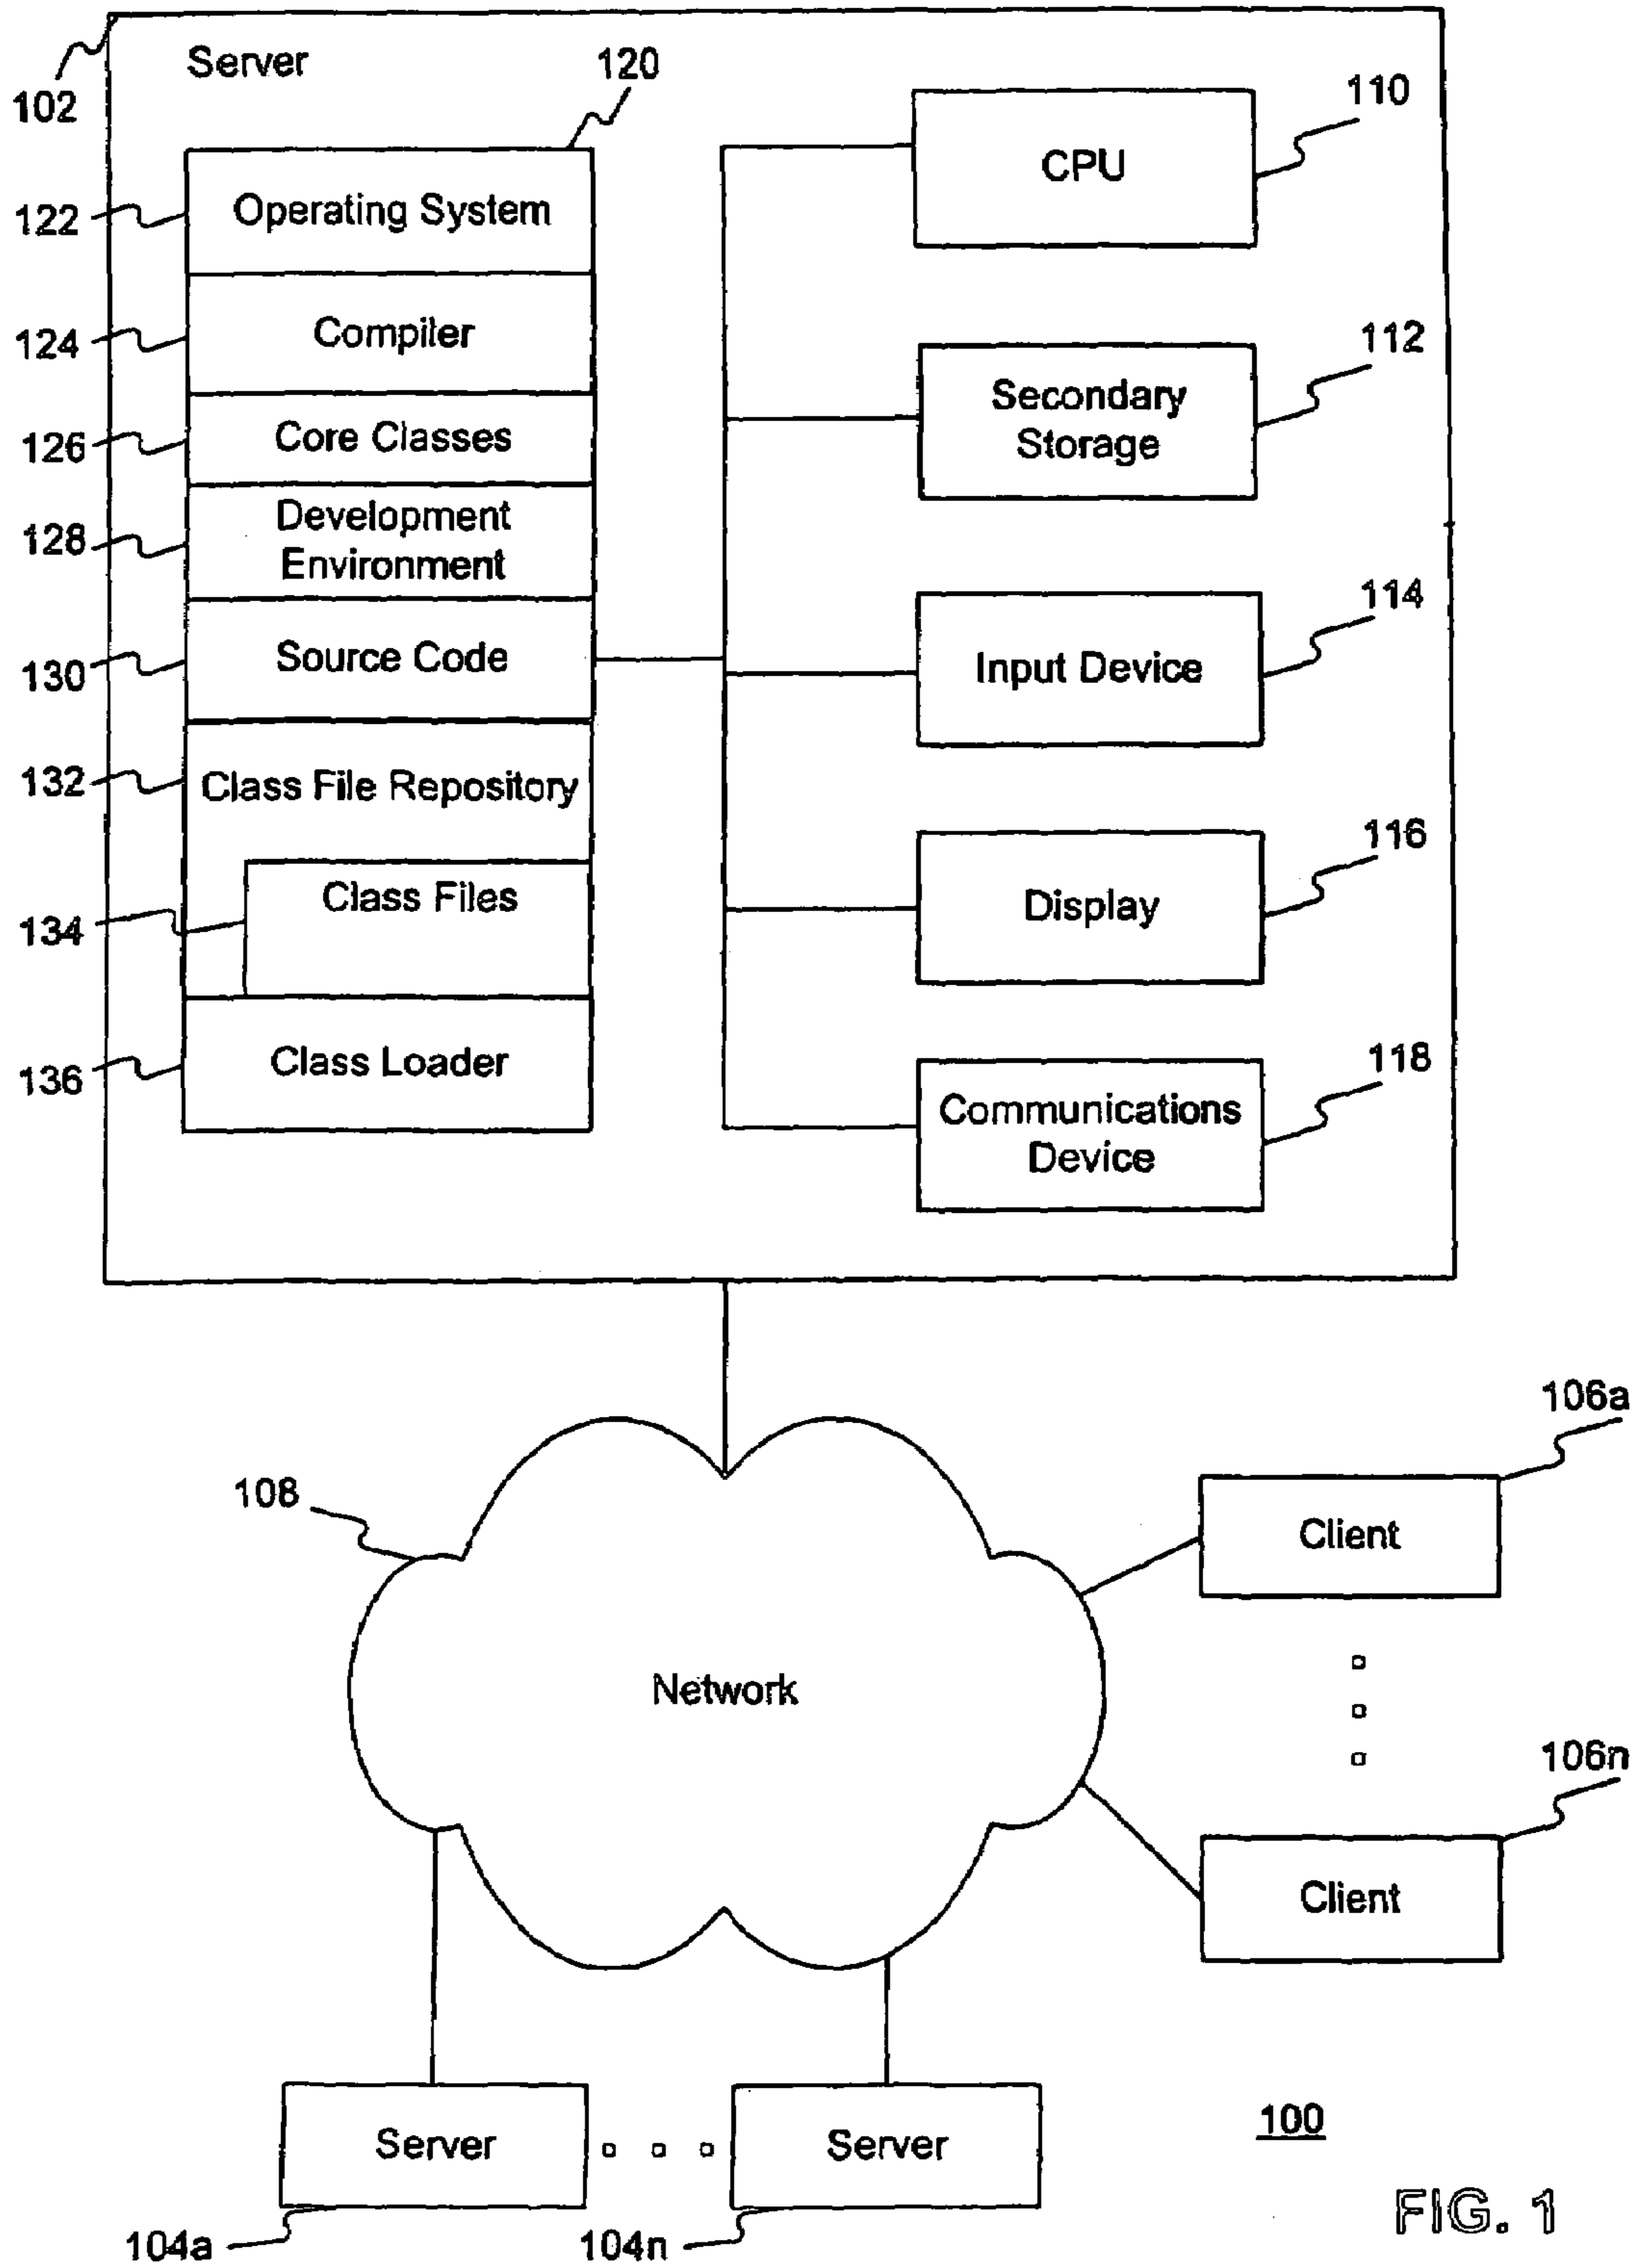 102
Server
120
110
122
Operating System
CPU
124
Compiler
112
Secondary
Storage
126
Core Classes
128
Development
Environment
114
Input Device
130
Source Code
132
Class File Repository
116
Display
134
Class Files
136
Class Loader
118
Communications
Device
106a
108
Client
Network
106n
Client
Server
Server
100
104a
104n
FIG. 1